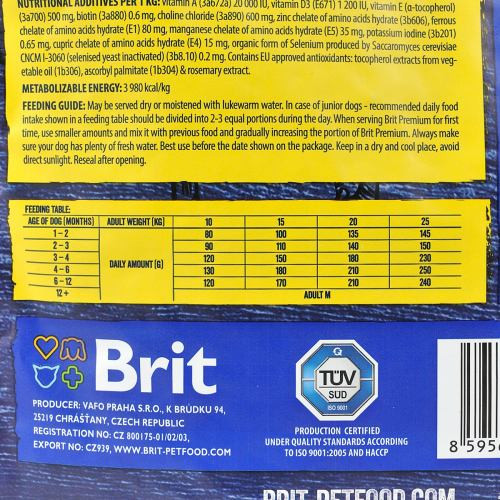 NUTRITIONAL ADDITIVES PER 1 KG: vitamin A (3a672a) 20 000 IU, vitamin D3 (E671) 1 200 IU, vitamin E (α-tocopherol)
(3a700) 500 mg, biotin (3a880) 0.6 mg, choline chloride (3a890) 600 mg, zinc chelate of amino acids hydrate (3b606), ferrous
chelate of amino acids hydrate (E1) 80 mg, manganese chelate of amino acids hydrate (E5) 35 mg, potassium iodine (3b201)
0.65 mg, cupric chelate of amino acids hydrate (E4) 15 mg, organic form of Selenium produced by Saccaromyces cerevisiae
CNCM I-3060 (selenised yeast inactivated) (3b8.10) 0.2 mg. Contains EU approved antioxidants: tocopherol extracts from veg-
etable oil (1b306), ascorbyl palmitate (1b304) & rosemary extract.
METABOLIZABLE ENERGY: 3 980 kcal/kg
FEEDING GUIDE: May be served dry or moistened with lukewarm water. In case of junior dogs - recommended daily food
intake shown in a feeding table should be divided into 2-3 equal portions during the day. When serving Brit Premium for first
time, use smaller amounts and mix it with previous food and gradually increasing the portion of Brit Premium. Always make
sure your dog has plenty of fresh water. Best use before the date shown on the package. Keep in a dry and cool place, avoid
direct sunlight. Reseal after opening.
FEEDING TABLE:
AGE OF DOG (MONTHS) ADULT WEIGHT (KG) 10 15 20 25
1 - 2 80 100 135 145
2 - 3 90 110 140 150
3 - 4 DAILY AMOUNT (G) 120 150 180 230
4 - 6 130 180 210 250
6 - 12 120 170 210 240
12 + ADULT M
Brit
PRODUCER: VAFO PRAHA S.R.O., K BRŮDKU 94,
25219 CHRÁŠŤANY, CZECH REPUBLIC
REGISTRATION NO: CZ 800175-01/02/03,
EXPORT NO: CZ939, WWW.BRIT-PETFOOD.COM
Q
TÜV
SÜD
ISO 9001
PRODUCTION CERTIFIED
UNDER QUALITY STANDARDS ACCORDING
TO ISO 9001:2005 AND HACCP
8 5956
BRIT-PETFOOD.COM